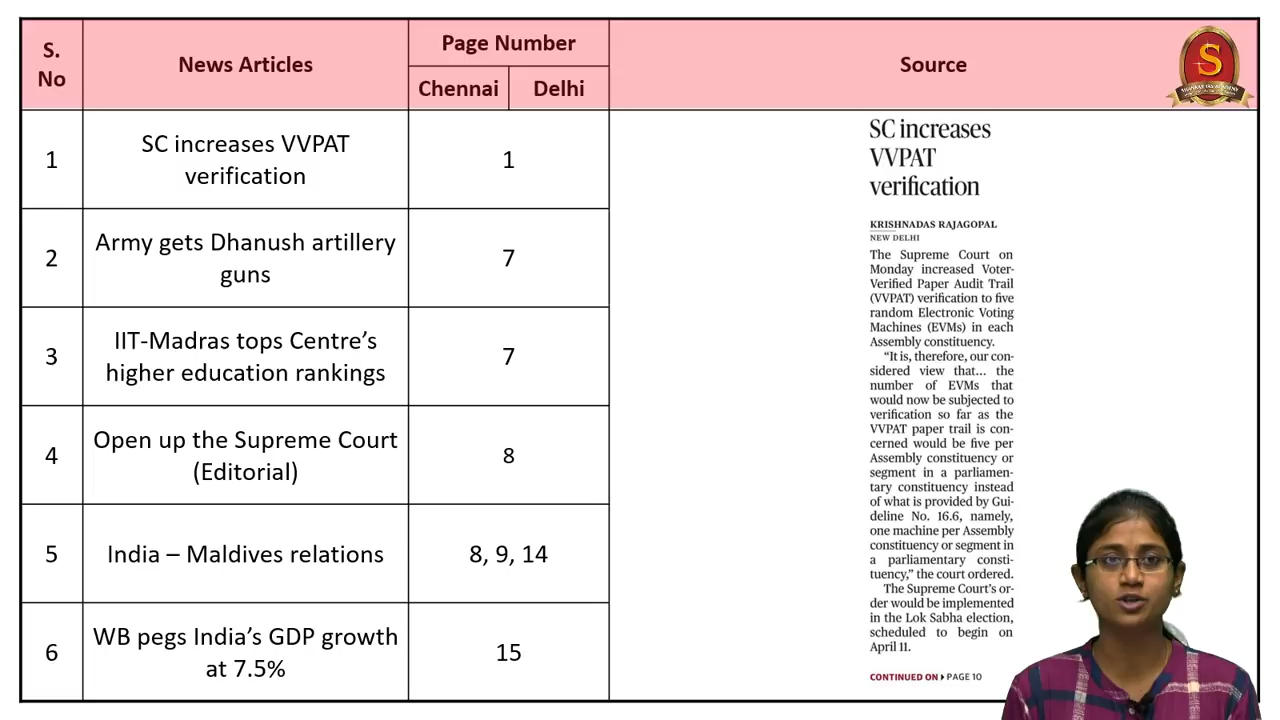 S.
No
News Articles
Page Number
Chennai
Delhi
Source
S
SHANKAR IAS ACADEMY
1
SC increases VVPAT
verification
1
2
Army gets Dhanush artillery
guns
7
3
IIT-Madras tops Centre’s
higher education rankings
7
4
Open up the Supreme Court
(Editorial)
8
5
India – Maldives relations
8, 9, 14
6
WB pegs India’s GDP growth
at 7.5%
15
SC increases
VVPAT
verification
KRISHNADAS RAJAGOPAL
NEW DELHI
The Supreme Court on
Monday increased Voter-
Verified Paper Audit Trail
(VVPAT) verification to five
random Electronic Voting
Machines (EVMs) in each
Assembly constituency.
“It is, therefore, our con-
sidered view that... the
number of EVMs that
would now be subjected to
verification so far as the
VVPAT paper trail is con-
cerned would be five per
Assembly constituency or
segment in a parliamen-
tary constituency instead
of what is provided by Gui-
deline No. 16.6, namely,
one machine per Assembly
constituency or segment in
a parliamentary consti-
tuency,” the court ordered.
The Supreme Court’s or-
der would be implemented
in the Lok Sabha election,
scheduled to begin on
April 11.
CONTINUED ON PAGE 10